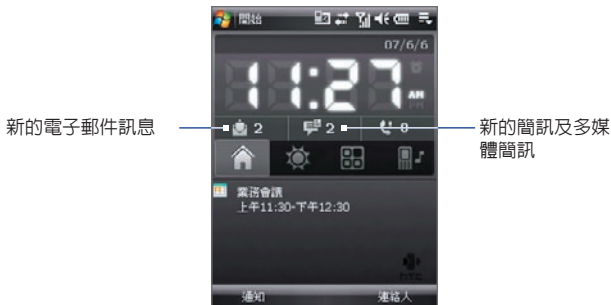 開始
07/6/6
11:27
AM
PM
新的電子郵件訊息
2
2
0
新的簡訊及多媒
體簡訊
業務會議
上午11:30-下午12:30
hTC
通知
連絡人